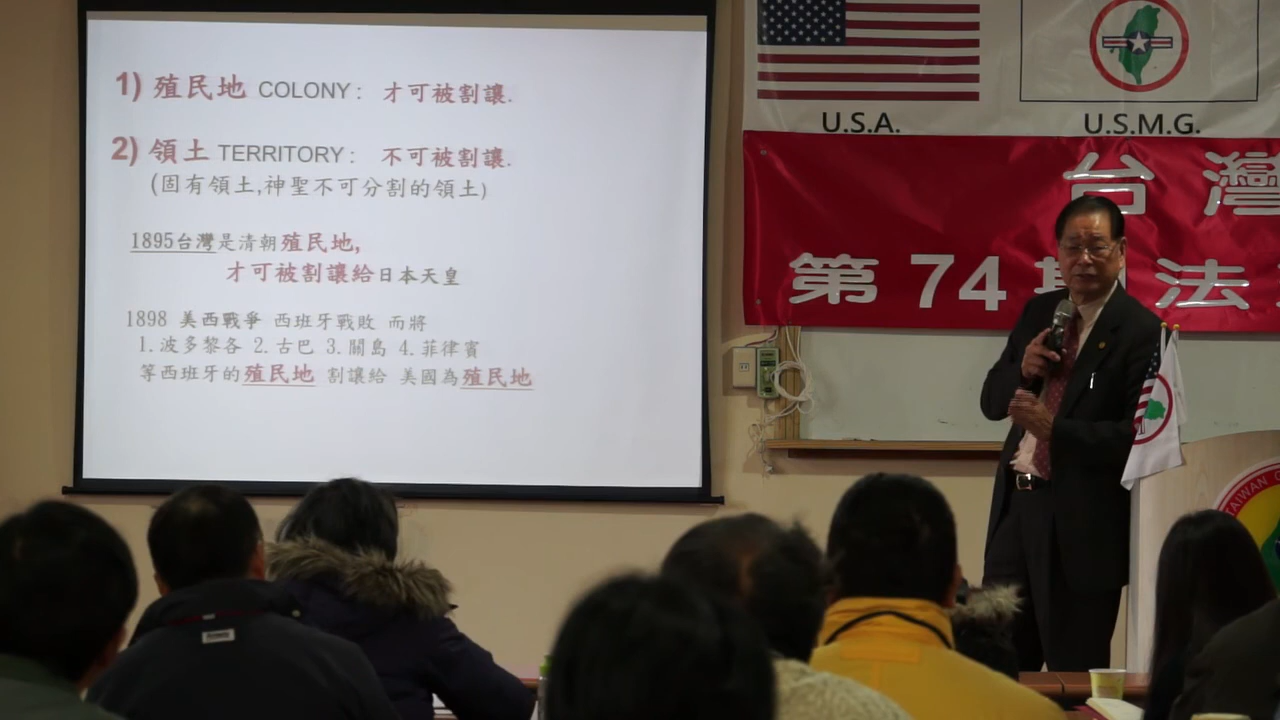 1) 殖民地 COLONY: 才可被割讓.
2) 領土 TERRITORY: 不可被割讓.
(固有領土,神聖不可分割的領土)
1895台灣是清朝殖民地,
才可被割讓給日本天皇
1898 美西戰爭 西班牙戰敗 而將
1.波多黎各 2.古巴 3.關島 4.菲律賓
等西班牙的殖民地 割讓給 美國為殖民地
U.S.A.
U.S.M.G.
台灣
第74期法
TAIWAN